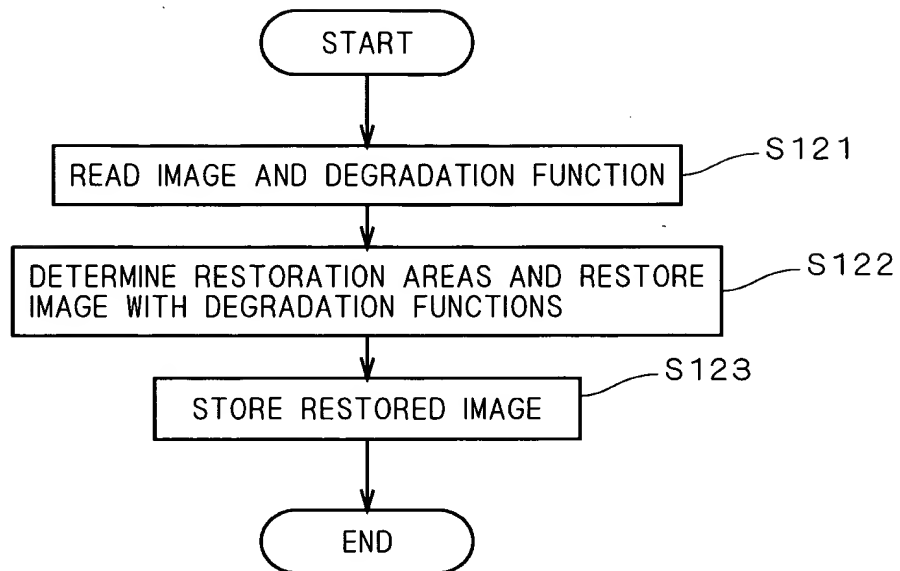 START
READ IMAGE AND DEGRADATION FUNCTION
S121
DETERMINE RESTORATION AREAS AND RESTORE
IMAGE WITH DEGRADATION FUNCTIONS
S122
STORE RESTORED IMAGE
S123
END